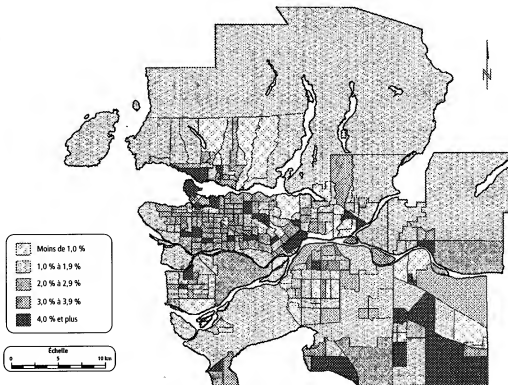 N
Moins de 1,0 %
1,0 % à 1,9 %
2,0 % à 2,9 %
3,0 % à 3,9 %
4,0 % et plus
Échelle
0 5 10 km